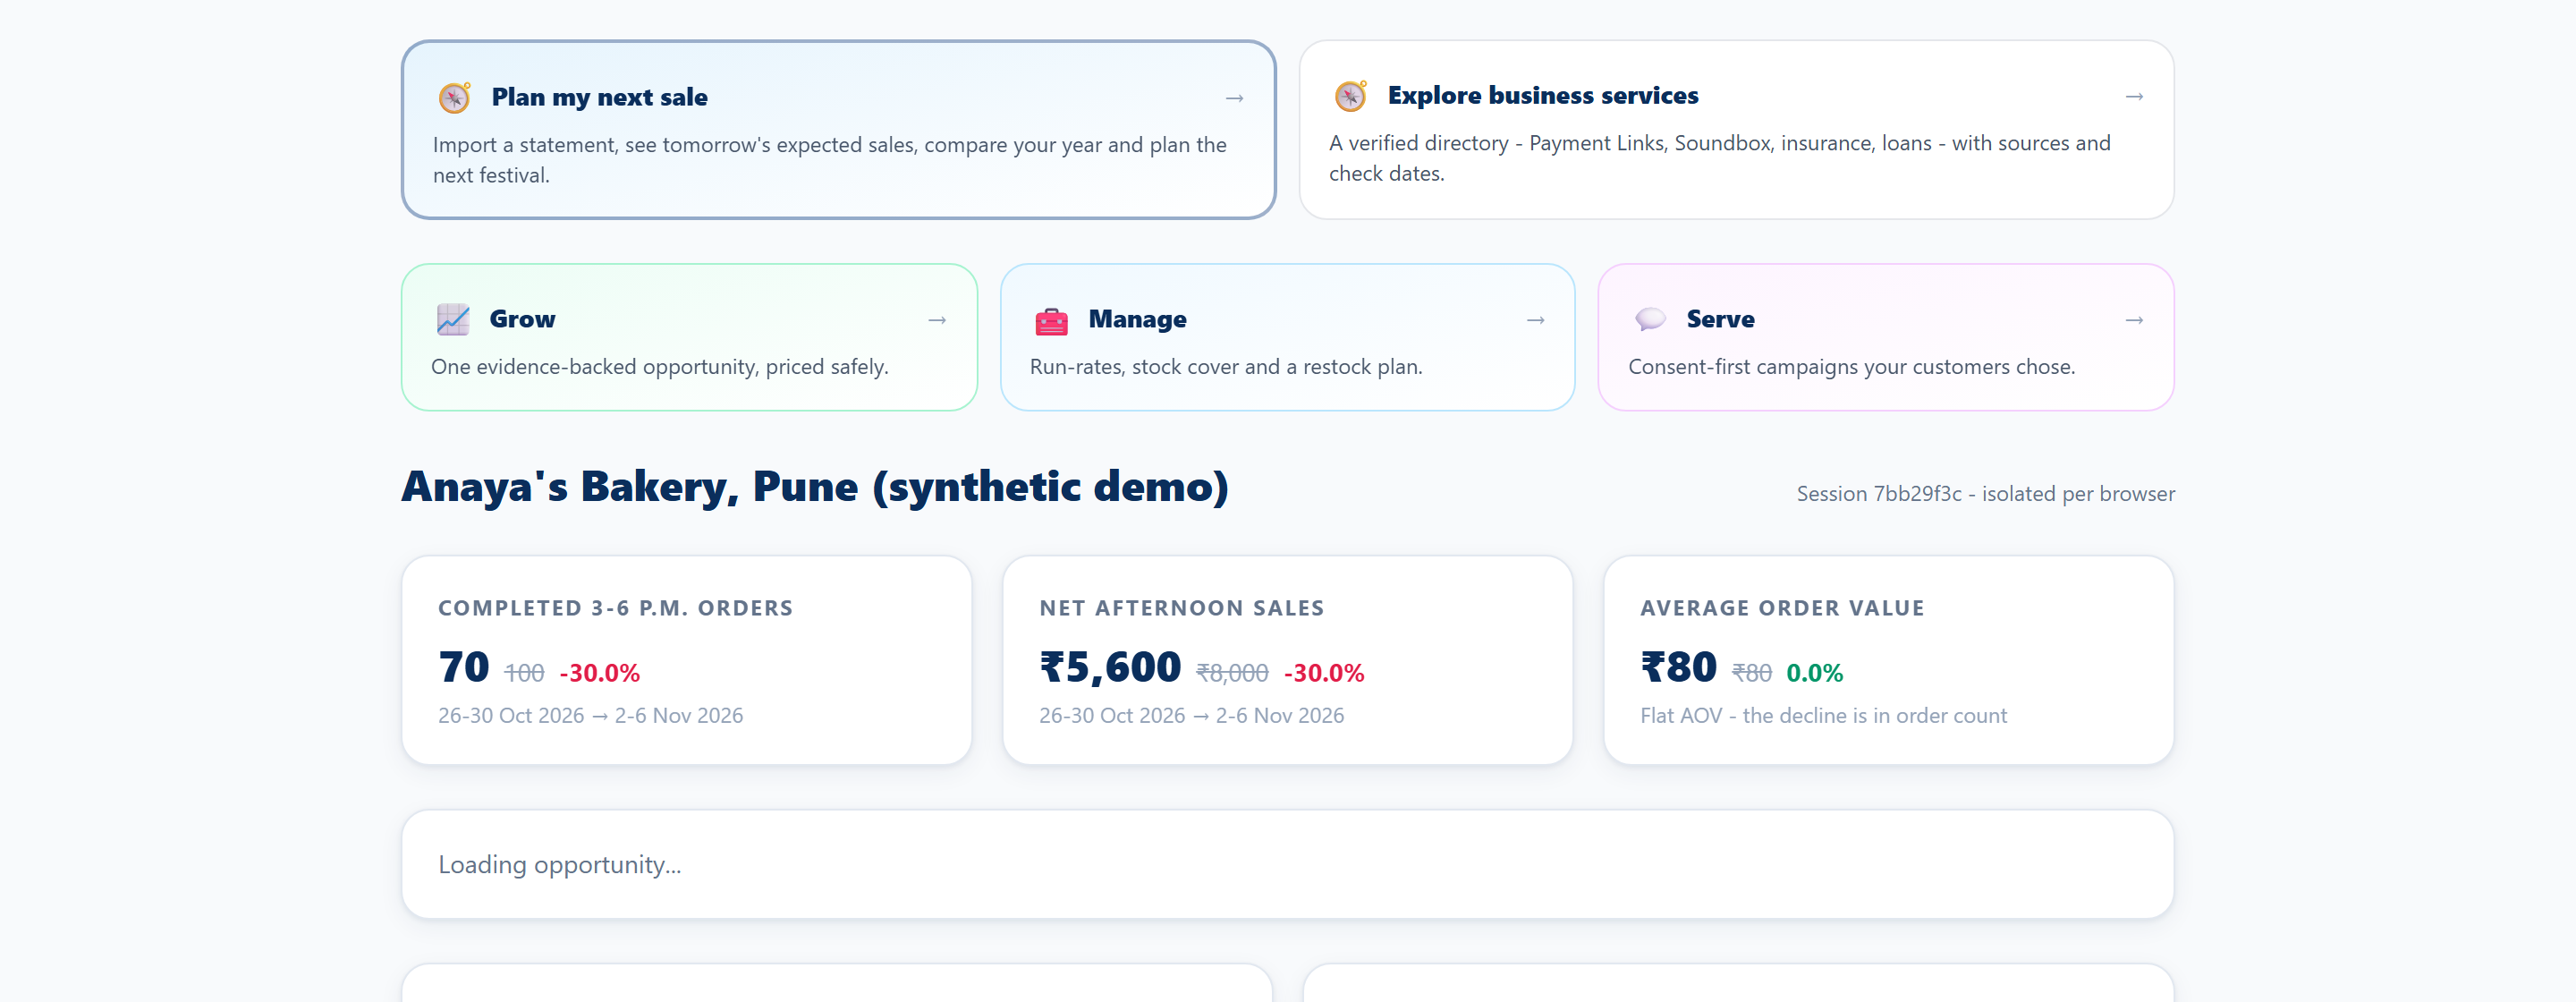 Plan my next sale →
Import a statement, see tomorrow's expected sales, compare your year and plan the
next festival.
Explore business services →
A verified directory - Payment Links, Soundbox, insurance, loans - with sources and
check dates.
Grow →
One evidence-backed opportunity, priced safely.
Manage →
Run-rates, stock cover and a restock plan.
Serve →
Consent-first campaigns your customers chose.
Anaya's Bakery, Pune (synthetic demo)
Session 7bb29f3c - isolated per browser
COMPLETED 3-6 P.M. ORDERS
70 100 -30.0%
26-30 Oct 2026 → 2-6 Nov 2026
NET AFTERNOON SALES
₹5,600 ₹8,000 -30.0%
26-30 Oct 2026 → 2-6 Nov 2026
AVERAGE ORDER VALUE
₹80 ₹80 0.0%
Flat AOV - the decline is in order count
Loading opportunity...